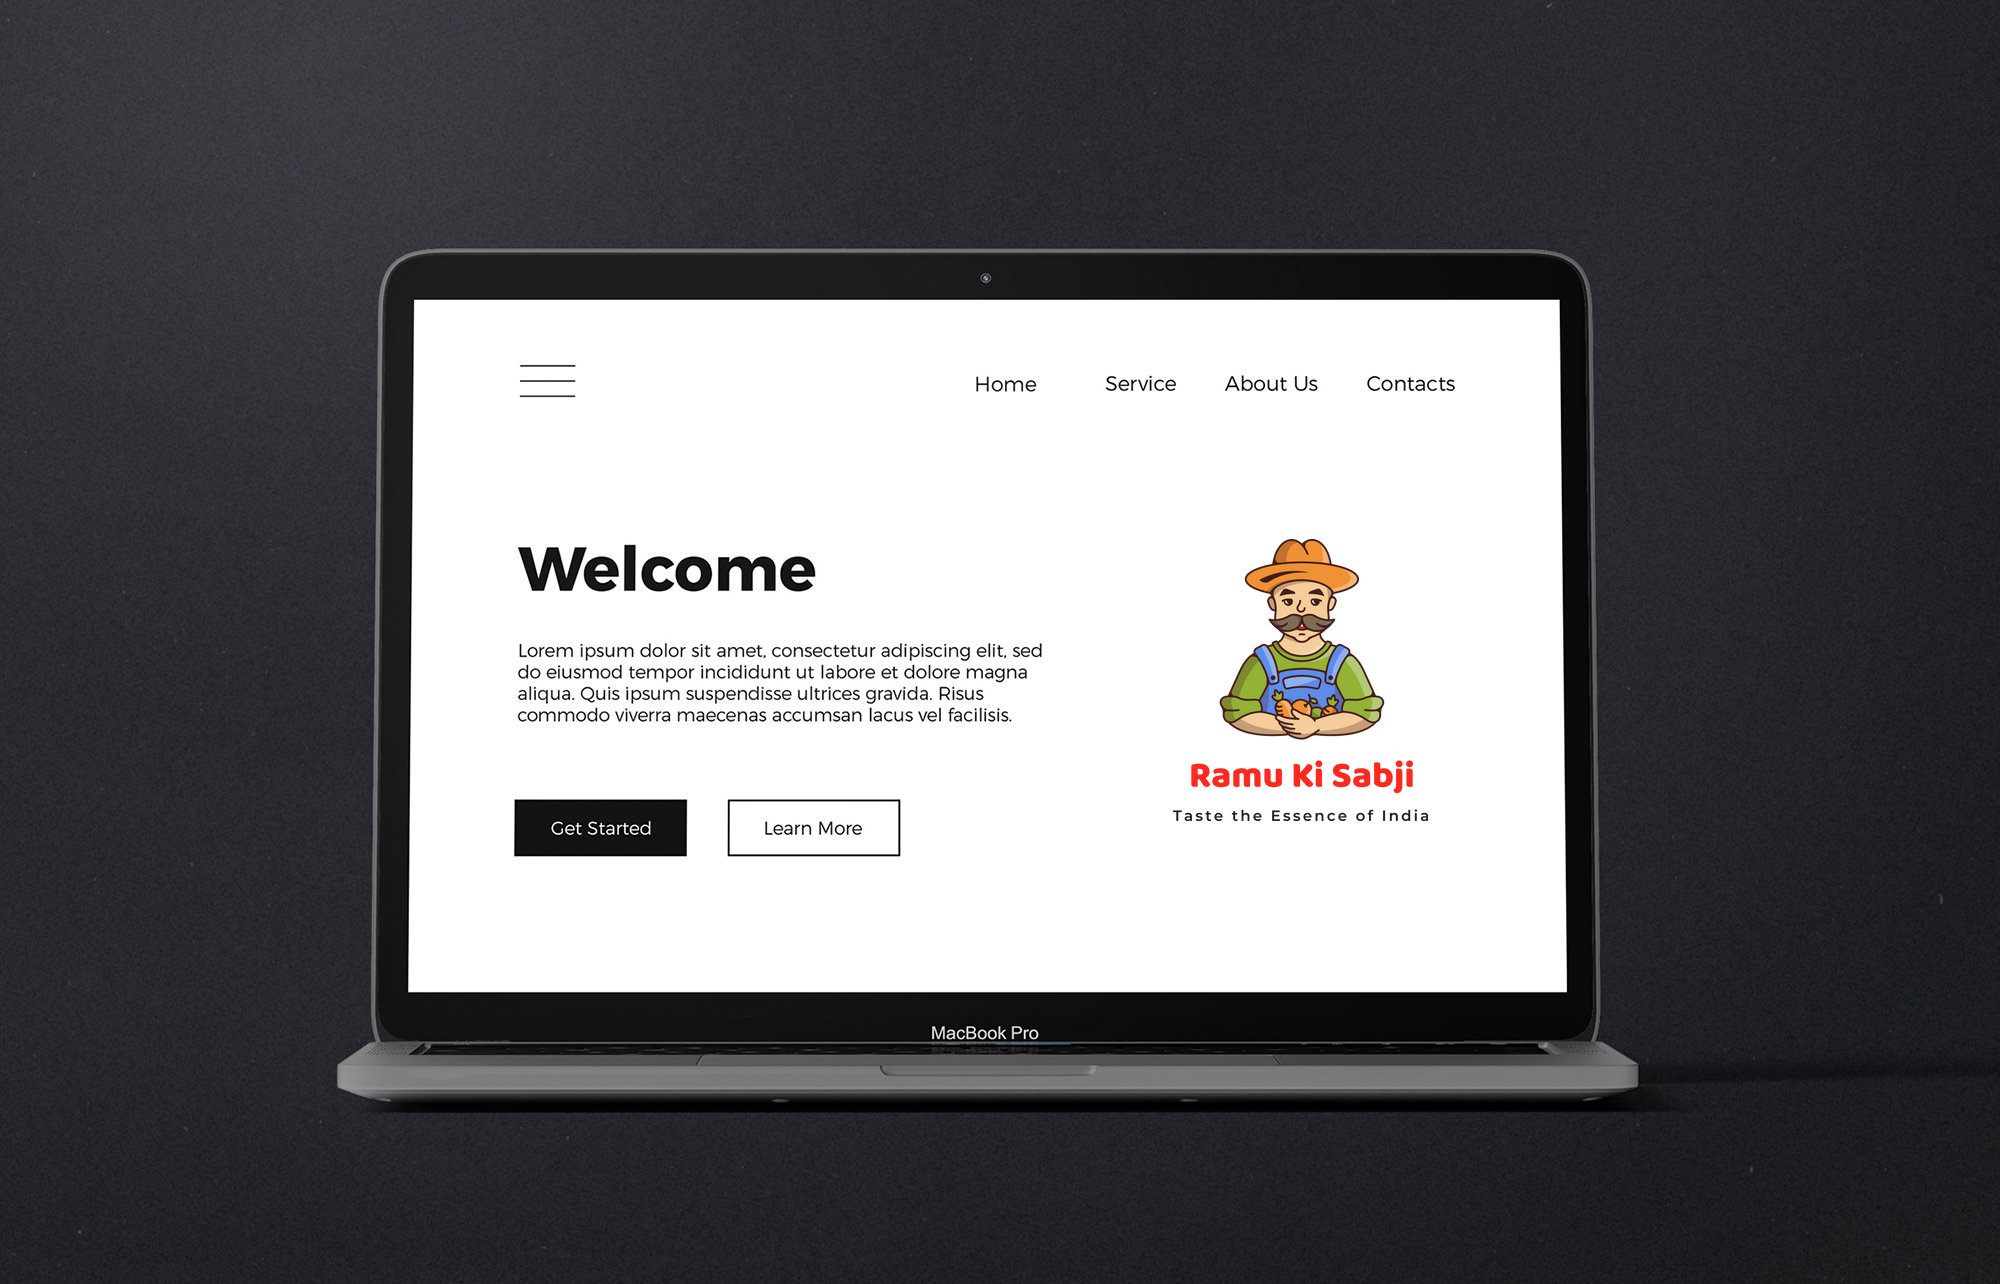 Home Service About Us Contacts
Welcome
Lorem ipsum dolor sit amet, consectetur adipiscing elit, sed
do eiusmod tempor incididunt ut labore et dolore magna
aliqua. Quis ipsum suspendisse ultrices gravida. Risus
commodo viverra maecenas accumsan lacus vel facilisis.
Get Started Learn More
Ramu Ki Sabji
Taste the Essence of India
MacBook Pro